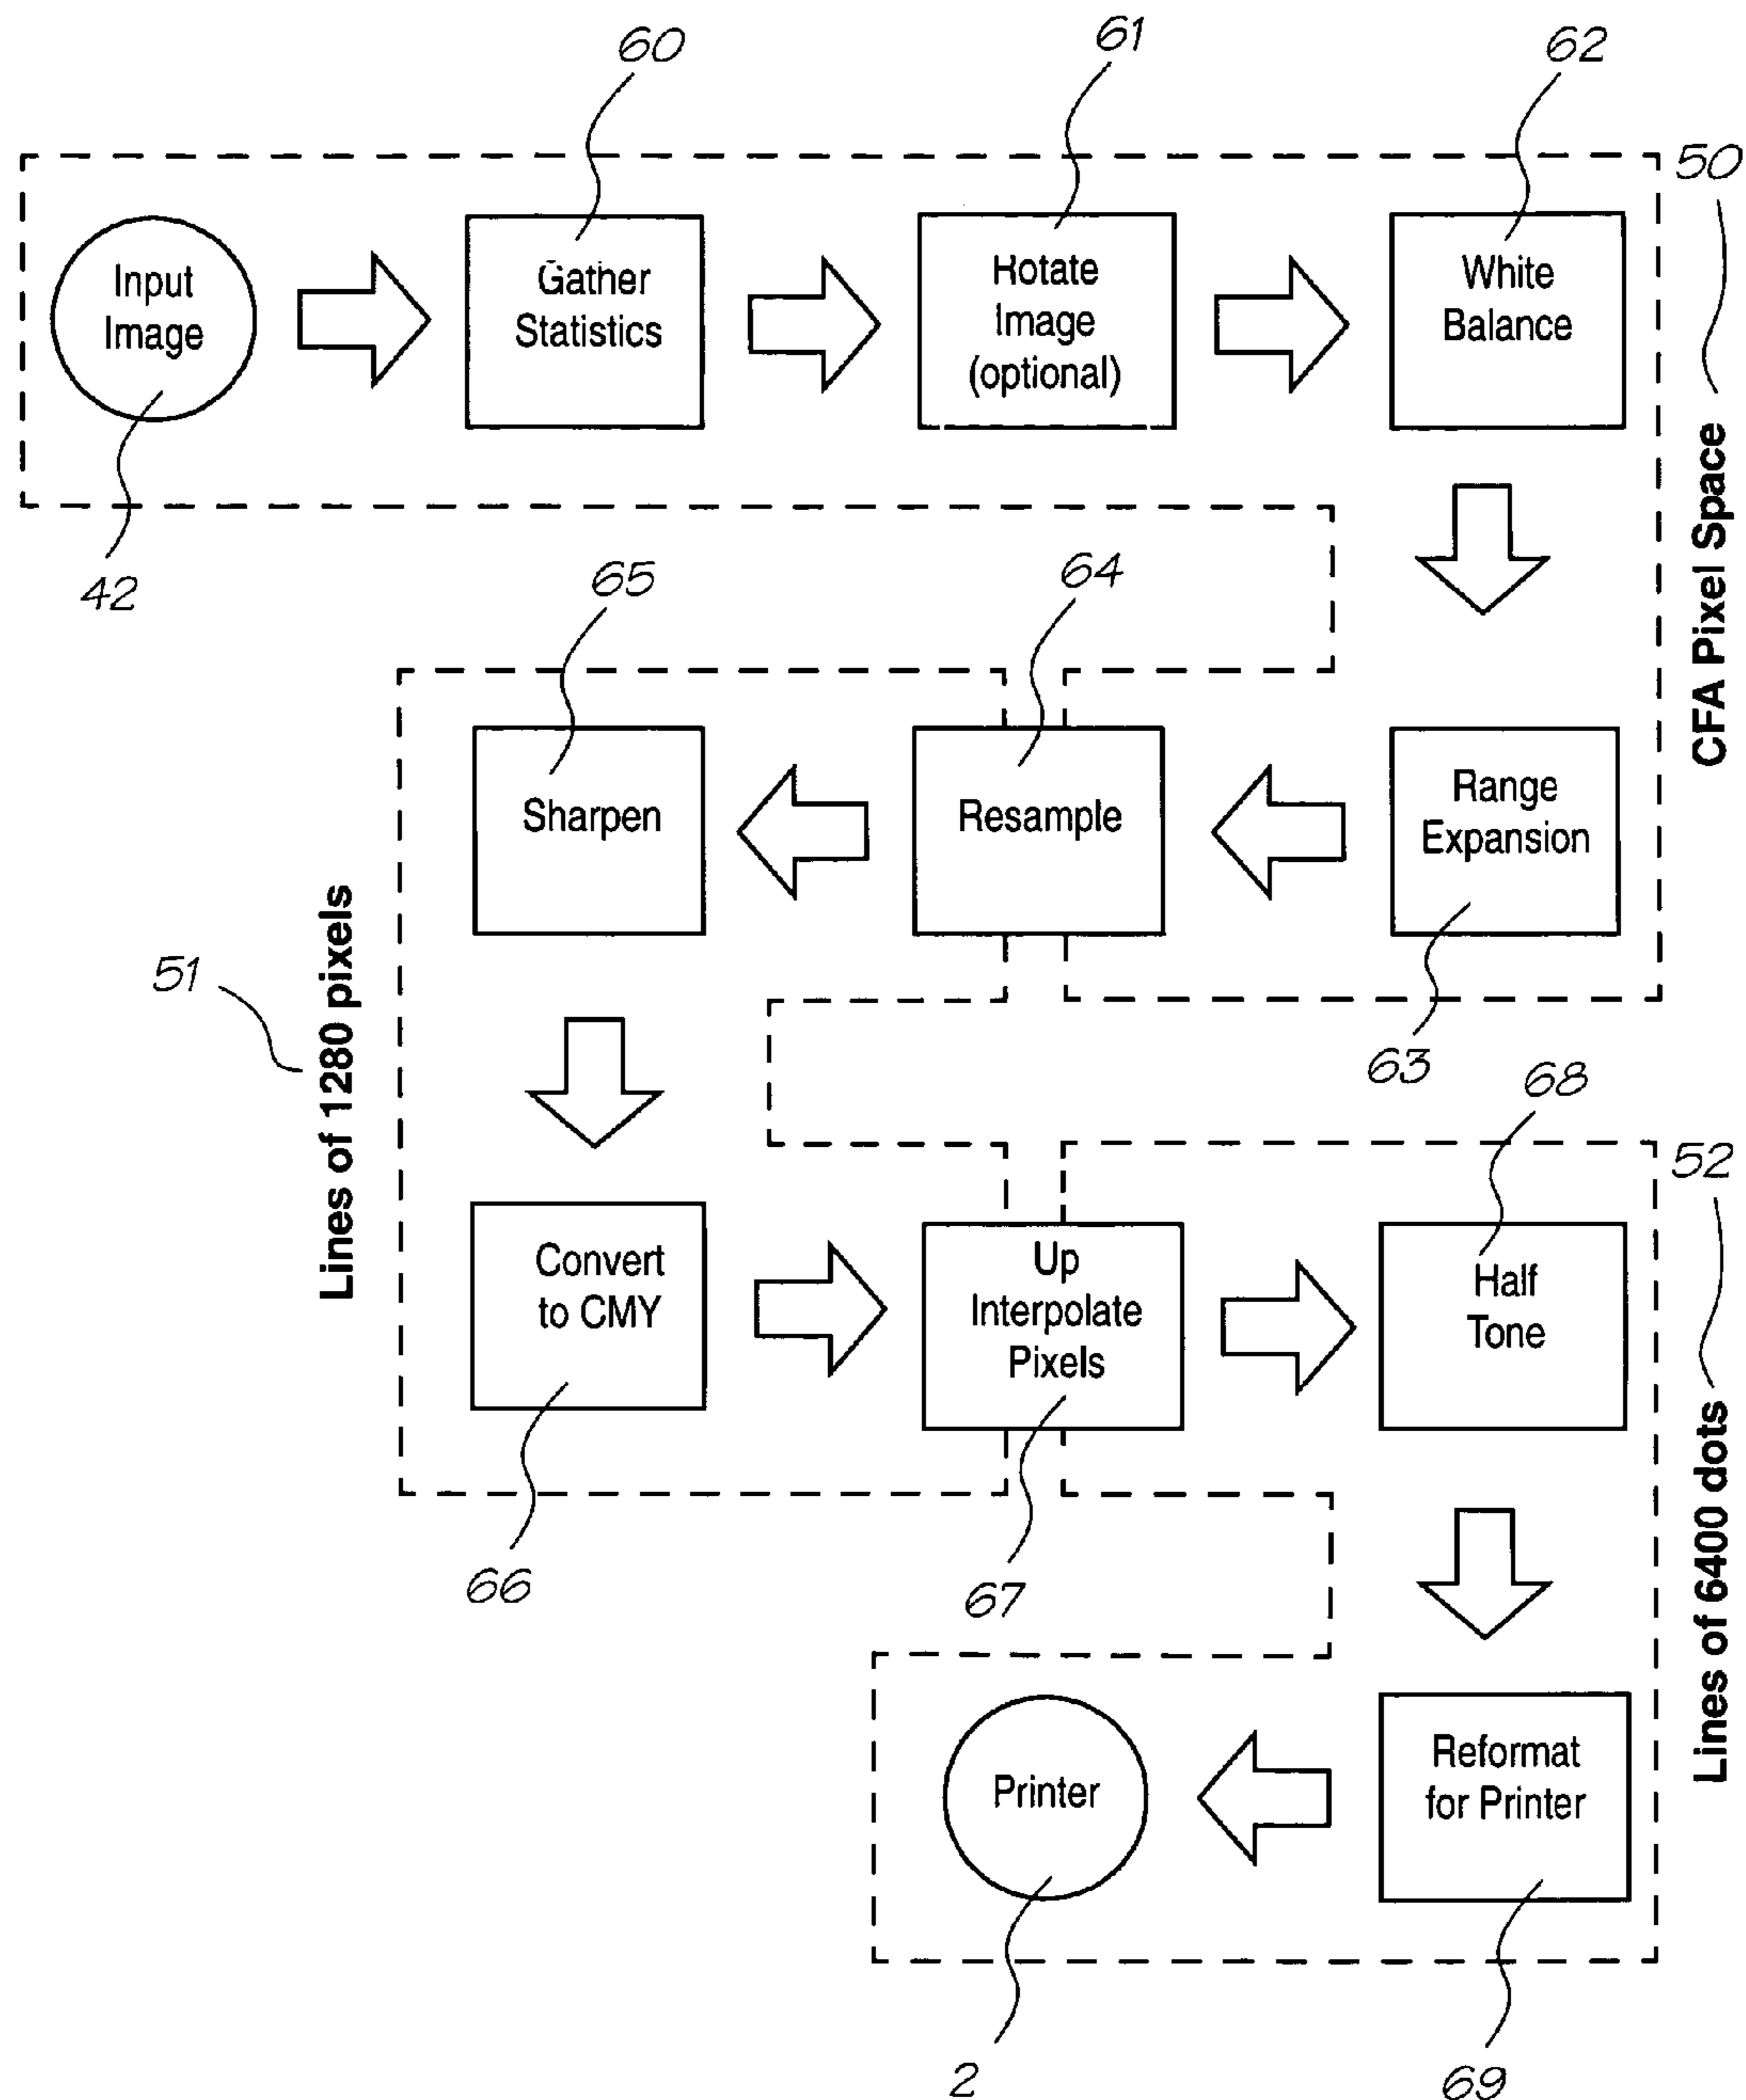 60
61
62
50
Input
Image
Gather
Statistics
Rotate
Image
(optional)
White
Balance
CFA Pixel Space
42
65
64
Sharpen
Resample
Range
Expansion
51
Lines of 1280 pixels
63
68
52
Convert
to CMY
Up
Interpolate
Pixels
Half
Tone
Lines of 6400 dots
66
67
Printer
Reformat
for Printer
2
69